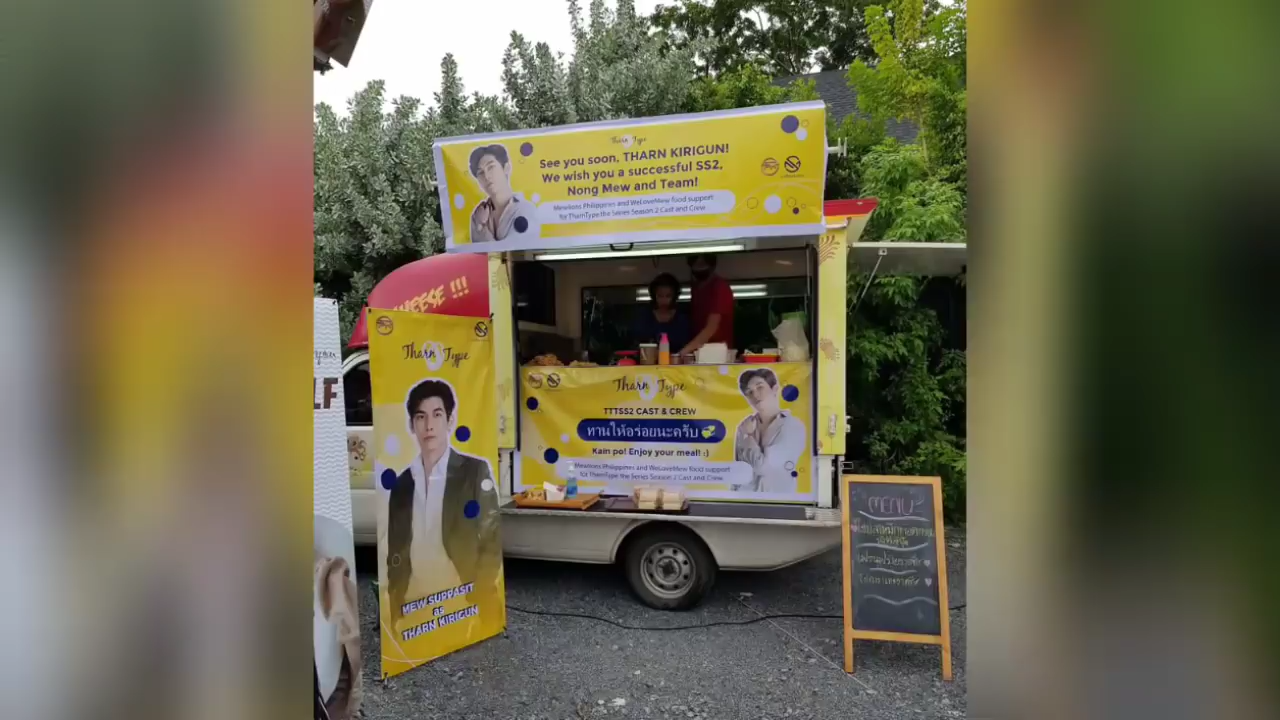 Tharn Type
See you soon, THARN KIRIGUN!
We wish you a successful SS2,
Nong Mew and Team!
Mewlions Philippines and WeLoveMew food support
for TharnType the Series Season 2 Cast and Crew
CHEESE !!!
Tharn Type
MEW SUPPASIT
as
THARN KIRIGUN
LF
Tharn Type
TTTSS2 CAST & CREW
ทานให้อร่อยนะครับ
Kain po! Enjoy your meal! :)
Mewlions Philippines and WeLoveMew food support
for TharnType the Series Season 2 Cast and Crew
MENU